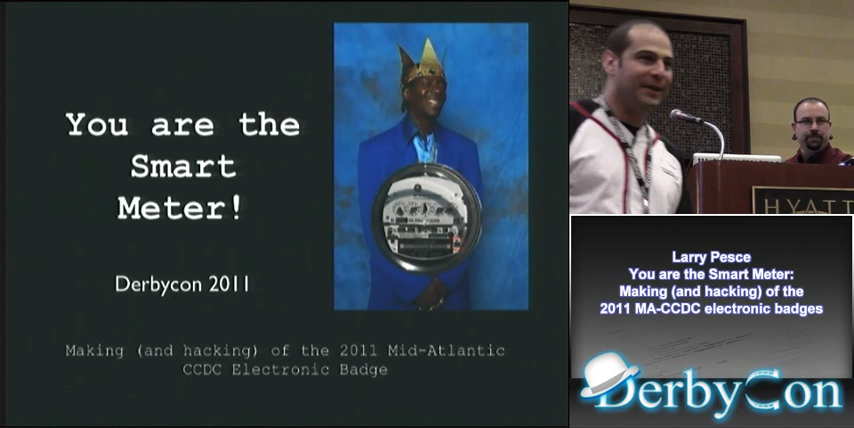 You are the
Smart
Meter!
Derbycon 2011
Making (and hacking) of the 2011 Mid-Atlantic
CCDC Electronic Badge
HYATT
Larry Pesce
You are the Smart Meter:
Making (and hacking) of the
2011 MA-CCDC electronic badges
DerbyCon